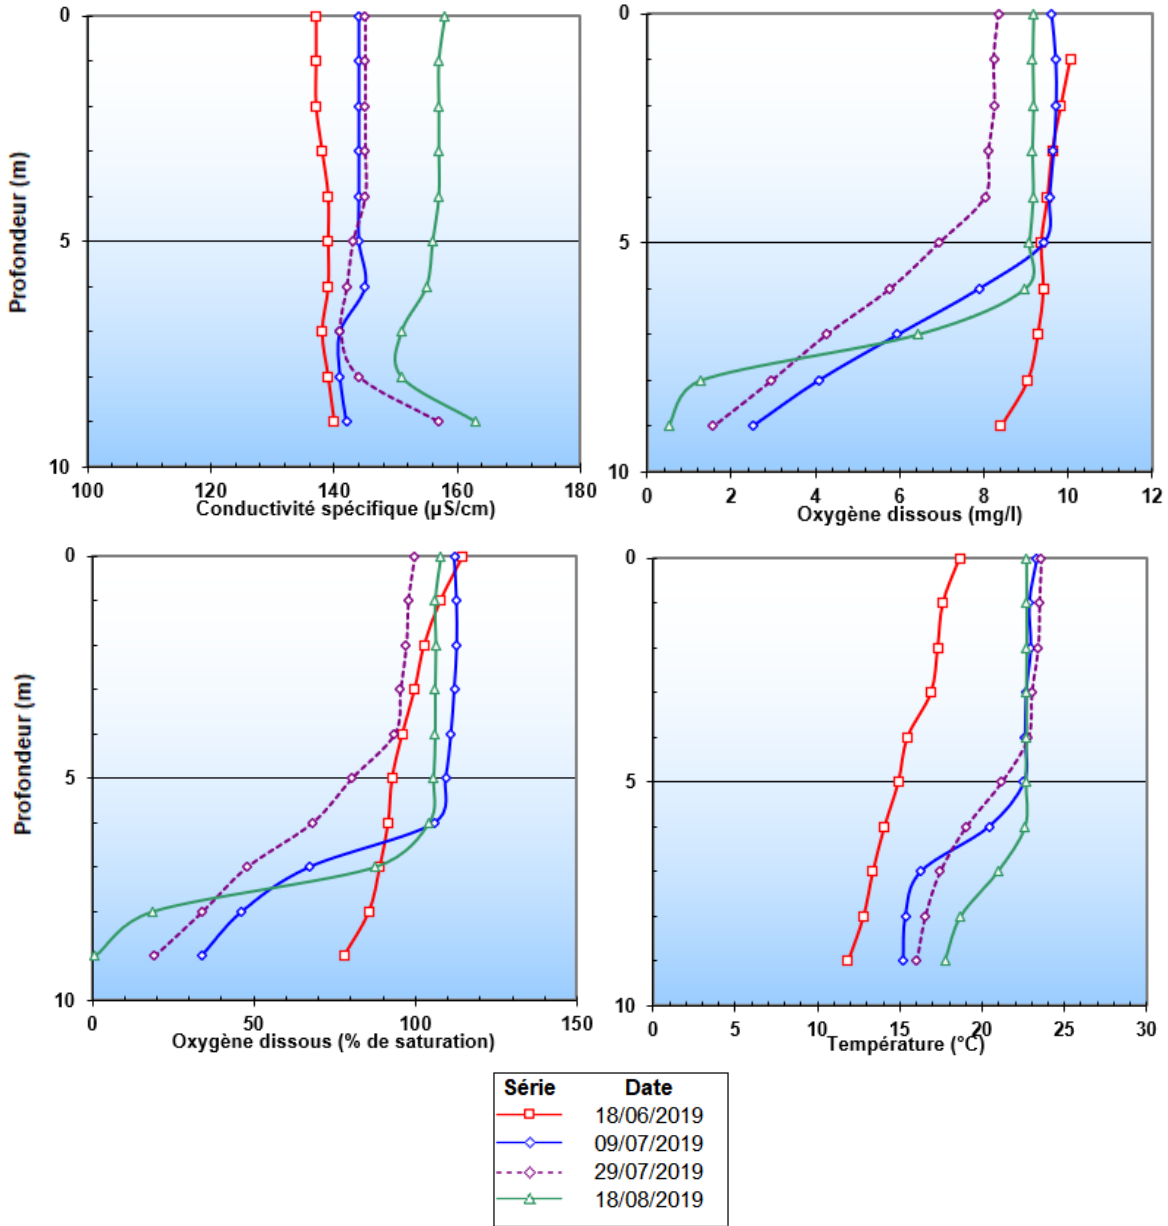 0
5
10
Profondeur (m)
100 120 140 160 180
Conductivité spécifique (µS/cm)
0
5
10
0 2 4 6 8 10 12
Oxygène dissous (mg/l)
0
5
10
Profondeur (m)
0 50 100 150
Oxygène dissous (% de saturation)
0
5
10
0 5 10 15 20 25 30
Température (°C)
Série Date
18/06/2019
09/07/2019
29/07/2019
18/08/2019